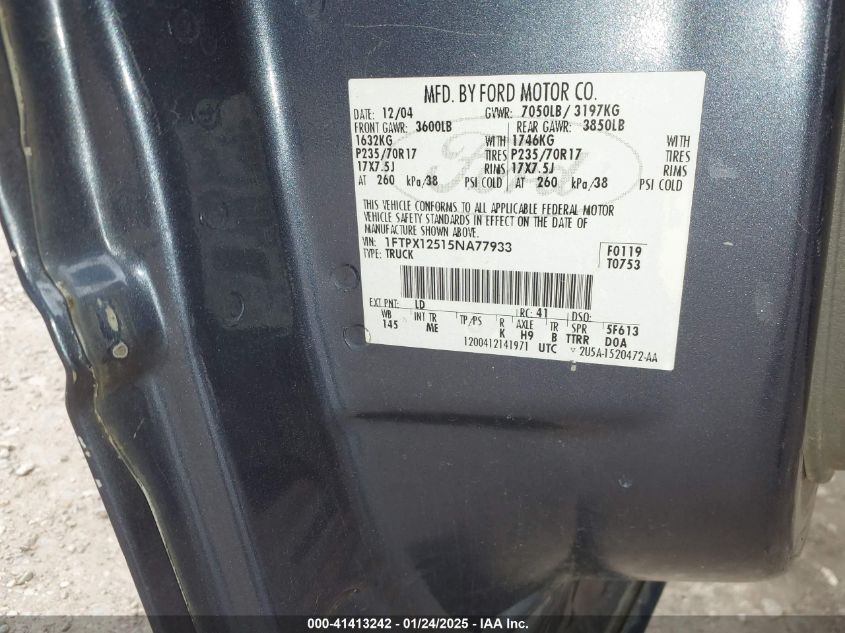 MFD. BY FORD MOTOR CO.
DATE: 12/04 GVWR: 7050LB/ 3197KG
FRONT GAWR: 3600LB REAR GAWR: 3850LB
1632KG WITH 1746KG WITH
P235/70R17 TIRES P235/70R17 TIRES
17X7.5J RIMS 17X7.5J RIMS
AT 260 kPa/38 PSI COLD AT 260 kPa/38 PSI COLD
THIS VEHICLE CONFORMS TO ALL APPLICABLE FEDERAL MOTOR
VEHICLE SAFETY STANDARDS IN EFFECT ON THE DATE OF
MANUFACTURE SHOWN ABOVE.
VIN: 1FTPX12515NA77933 F0119
TYPE: TRUCK T0753
EXT PNT: LD RC: 41 DSO:
WB INT TR TP/PS R AXLE TR SPR 5F613
145 ME K H9 B TTRR DOA
1200412141971 UTC ▽ 2U5A-1520472-AA
Ford
000-41413242 - 01/24/2025 - IAA Inc.